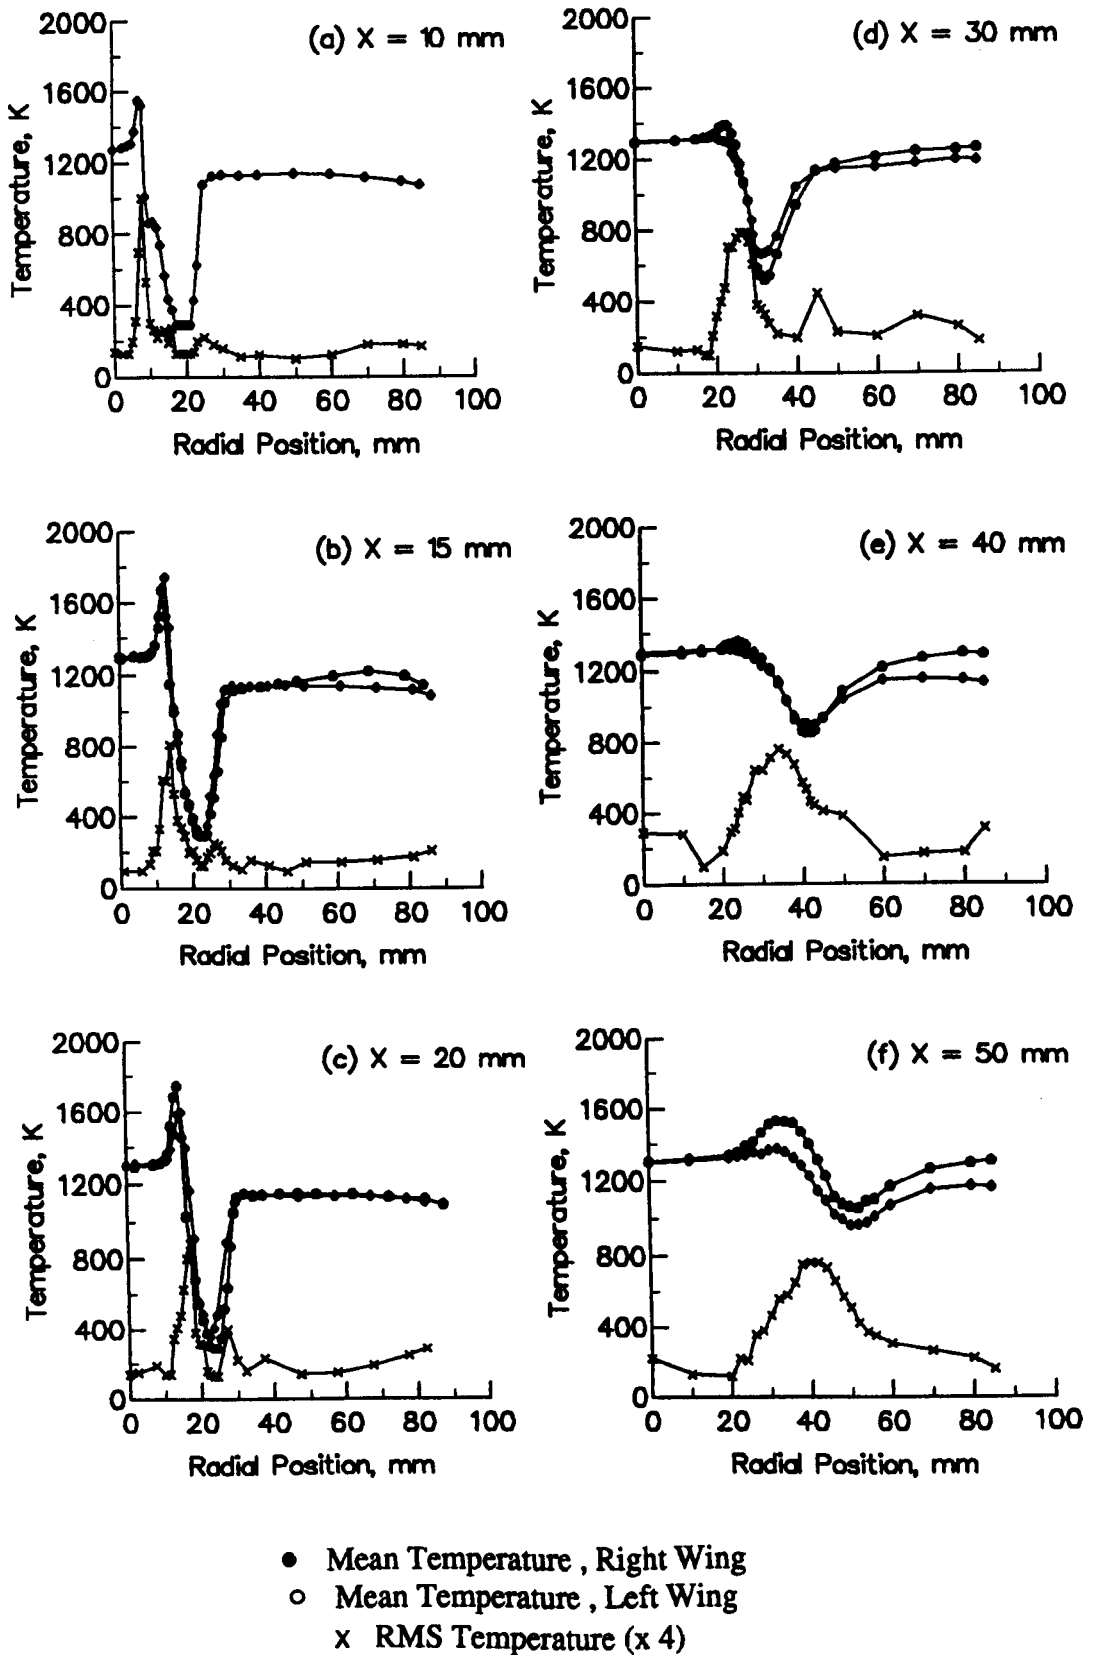 (a) X = 10 mm
Temperature, K
2000
1600
1200
800
400
0
0 20 40 60 80 100
Radial Position, mm
(d) X = 30 mm
Temperature, K
2000
1600
1200
800
400
0
0 20 40 60 80 100
Radial Position, mm
(b) X = 15 mm
Temperature, K
2000
1600
1200
800
400
0
0 20 40 60 80 100
Radial Position, mm
(e) X = 40 mm
Temperature, K
2000
1600
1200
800
400
0
0 20 40 60 80 100
Radial Position, mm
(c) X = 20 mm
Temperature, K
2000
1600
1200
800
400
0
0 20 40 60 80 100
Radial Position, mm
(f) X = 50 mm
Temperature, K
2000
1600
1200
800
400
0
0 20 40 60 80 100
Radial Position, mm
Mean Temperature , Right Wing
Mean Temperature , Left Wing
x RMS Temperature (x 4)